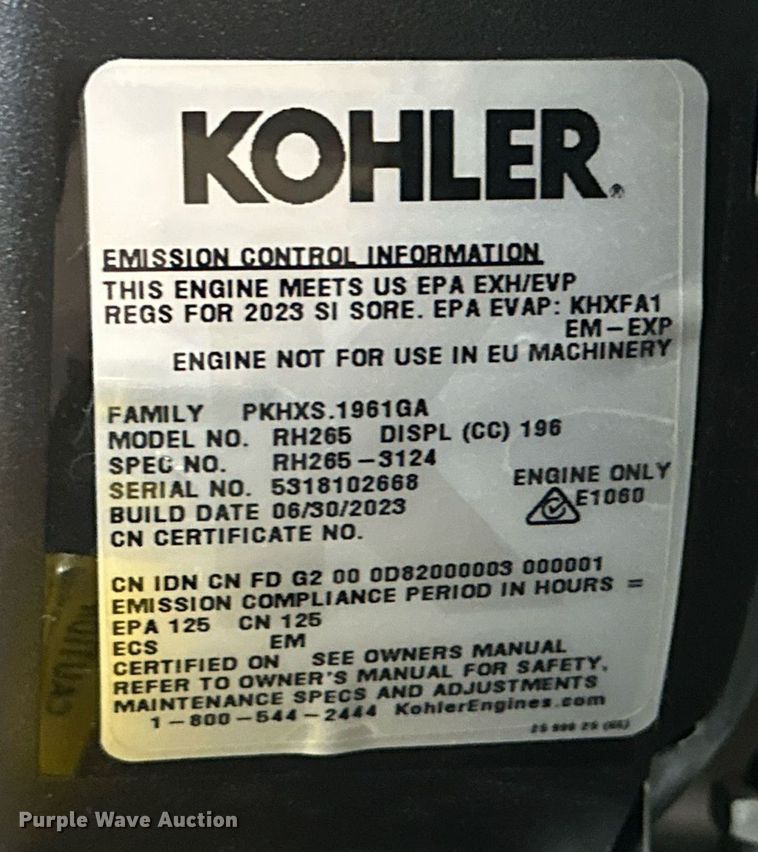 KOHLER®
EMISSION CONTROL INFORMATION
THIS ENGINE MEETS US EPA EXH/EVP
REGS FOR 2023 SI SORE. EPA EVAP: KHXFA1
EM-EXP
ENGINE NOT FOR USE IN EU MACHINERY
FAMILY PKHXS.1961GA
MODEL NO. RH265 DISPL (CC) 196
SPEC NO. RH265-3124
SERIAL NO. 5318102668
ENGINE ONLY
BUILD DATE 06/30/2023
E1060
CN CERTIFICATE NO.
CN IDN CN FD G2 00 0D82000003 000001
EMISSION COMPLIANCE PERIOD IN HOURS =
EPA 125 CN 125
ECS EM
CERTIFIED ON SEE OWNERS MANUAL
REFER TO OWNER'S MANUAL FOR SAFETY,
MAINTENANCE SPECS AND ADJUSTMENTS
1-800-544-2444 KohlerEngines.com
CAUTION
Purple Wave Auction